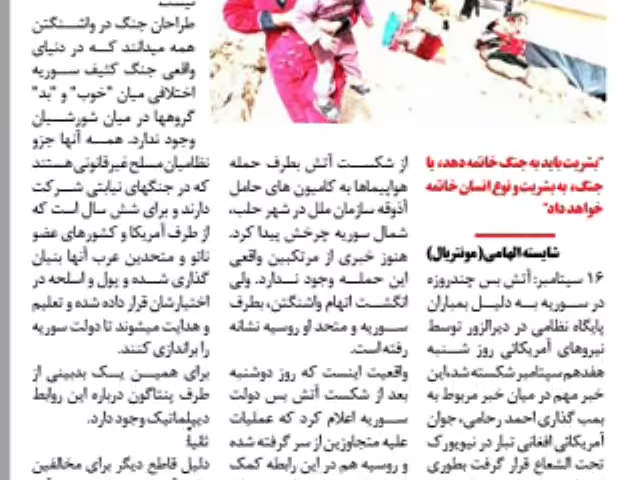 "بشریت باید به جنگ خاتمه دهد، یا
جنگ، به بشریت و نوع انسان خاتمه
خواهد داد"
شایسته الهامی(مونتریال)
۱۶ سپتامبر: آتش بس چندروزه
در سوریه به دلیل بمباران
پایگاه نظامی در دیرالزور توسط
نیروهای آمریکائی روز شنبه
هفدهم سپتامبر شکسته شد، این
خبر مهم در میان خبر مربوط به
بمب گذاری احمد رحامی، جوان
آمریکائی افغانی تبار در نیویورک
تحت الشعاع قرار گرفت بطوری
از شکست آتش بطرف حمله
هواپیماها به کامیون های حامل
آذوقه سازمان ملل در شهر حلب،
شمال سوریه چرخش پیدا کرد.
هنوز خبری از مرتکبین واقعی
این حمله وجود ندارد. ولی
انگشت اتهام واشنگتن، بطرف
سوریه و متحد او روسیه نشانه
رفته است.
واقعیت اینست که روز دوشنبه
بعد از شکست آتش بس دولت
سوریه اعلام کرد که عملیات
علیه متجاوزین از سر گرفته شده
و روسیه هم در این رابطه کمک
نیست.
طراحان جنگ در واشنگتن
همه میدانند که در دنیای
واقعی جنگ کثیف سوریه
اختلافی میان "خوب" و "بد"
گروهها در میان شورشیان
وجود ندارد. همه آنها جزو
نظامیان مسلح غیرقانونی هستند
که در جنگهای نیابتی شرکت
دارند و برای شش سال است که
از طرف آمریکا و کشورهای عضو
ناتو و متحدین عرب آنها بنیان
گذاری شده و پول و اسلحه در
اختیارشان قرار داده شده و تعلیم
و هدایت میشوند تا دولت سوریه
را براندازی کنند.
برای همین یک بدبینی از
طرف پنتاگون درباره این روابط
دیپلماتیک وجود دارد.
ثانیاً
دلیل قاطع دیگر برای مخالفین